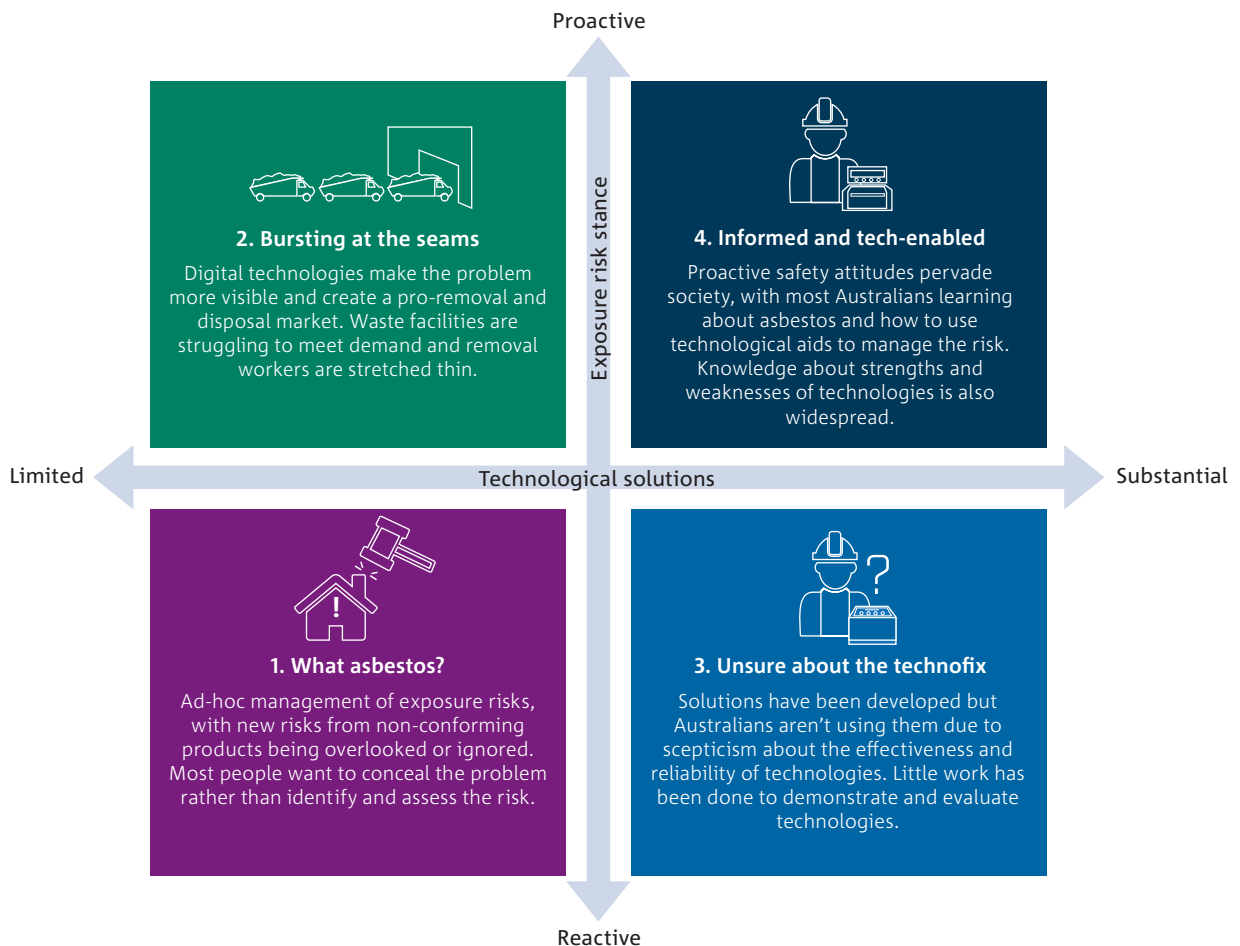 Proactive
2. Bursting at the seams
Digital technologies make the problem
more visible and create a pro-removal and
disposal market. Waste facilities are
struggling to meet demand and removal
workers are stretched thin.
Exposure risk stance
4. Informed and tech-enabled
Proactive safety attitudes pervade
society, with most Australians learning
about asbestos and how to use
technological aids to manage the risk.
Knowledge about strengths and
weaknesses of technologies is also
widespread.
Limited
Technological solutions
Substantial
!
1. What asbestos?
Ad-hoc management of exposure risks,
with new risks from non-conforming
products being overlooked or ignored.
Most people want to conceal the problem
rather than identify and assess the risk.
?
3. Unsure about the technofix
Solutions have been developed but
Australians aren’t using them due to
scepticism about the effectiveness and
reliability of technologies. Little work has
been done to demonstrate and evaluate
technologies.
Reactive